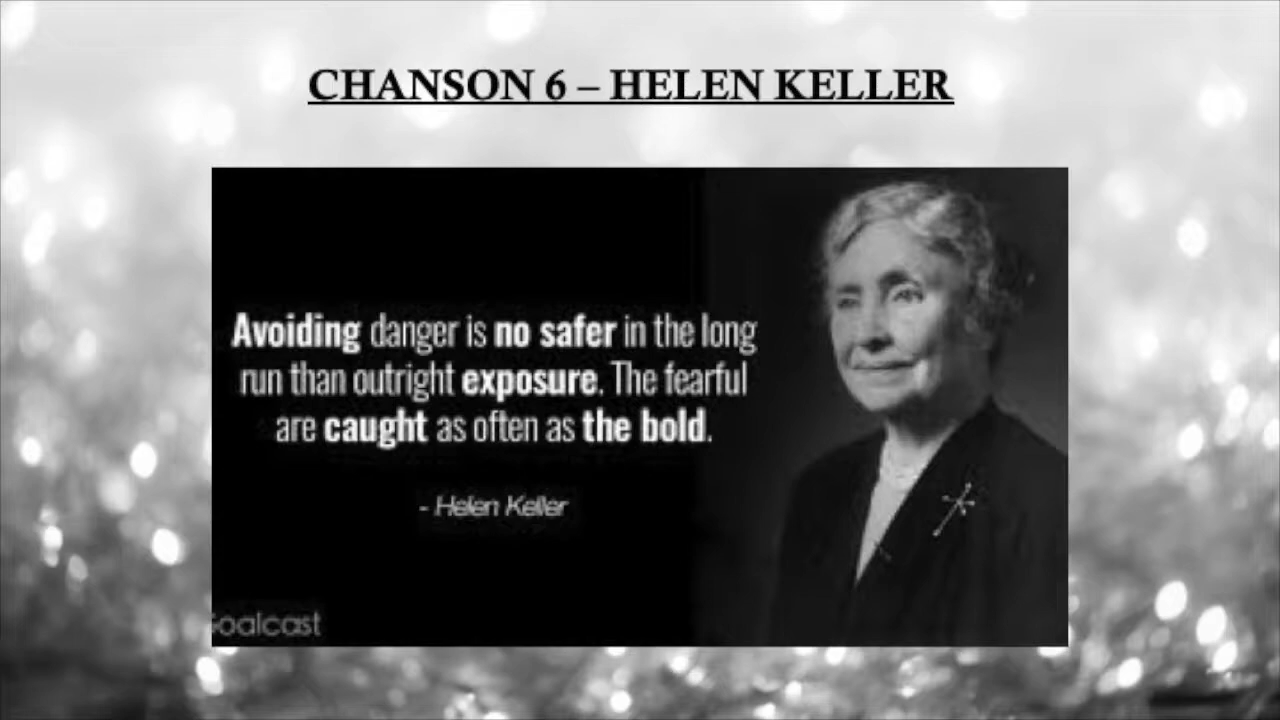 CHANSON 6 – HELEN KELLER
Avoiding danger is no safer in the long
run than outright exposure. The fearful
are caught as often as the bold.
- Helen Keller
Goalcast